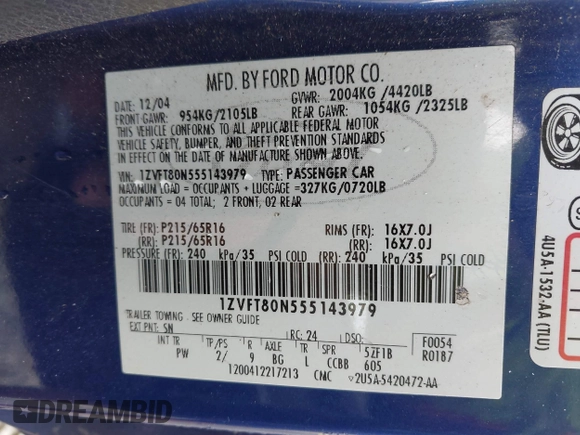 MFD. BY FORD MOTOR CO.
DATE: 12/04 GVWR: 2004KG /4420LB
FRONT GAWR: 954KG/2105LB REAR GAWR: 1054KG /2325LB
THIS VEHICLE CONFORMS TO ALL APPLICABLE FEDERAL MOTOR
VEHICLE SAFETY, BUMPER, AND THEFT PREVENTION STANDARDS
IN EFFECT ON THE DATE OF MANUFACTURE SHOWN ABOVE.
VIN: 1ZVFT80N555143979 TYPE: PASSENGER CAR
MAXIMUM LOAD = OCCUPANTS + LUGGAGE =327KG/0720LB
OCCUPANTS = 04 TOTAL; 2 FRONT, 02 REAR
TIRE (FR): P215/65R16 RIMS (FR): 16X7.0J
(RR): P215/65R16 (RR): 16X7.0J
PRESSURE (FR): 240 kPa/35 PSI COLD (RR): 240 kPa/35 PSI COLD
1ZVFT80N555143979
TRAILER TOWING - SEE OWNER GUIDE
EXT PNT: SN RC: 24 DSO: F0054
INT TR TP/PS R AXLE TR SPR 5ZF1B R0187
PW 2/ 9 BG L CCBB 605
1200412217213 CMC 2U5A-5420472-AA
4U5A-1532-AA (TLU)
DREAMBID